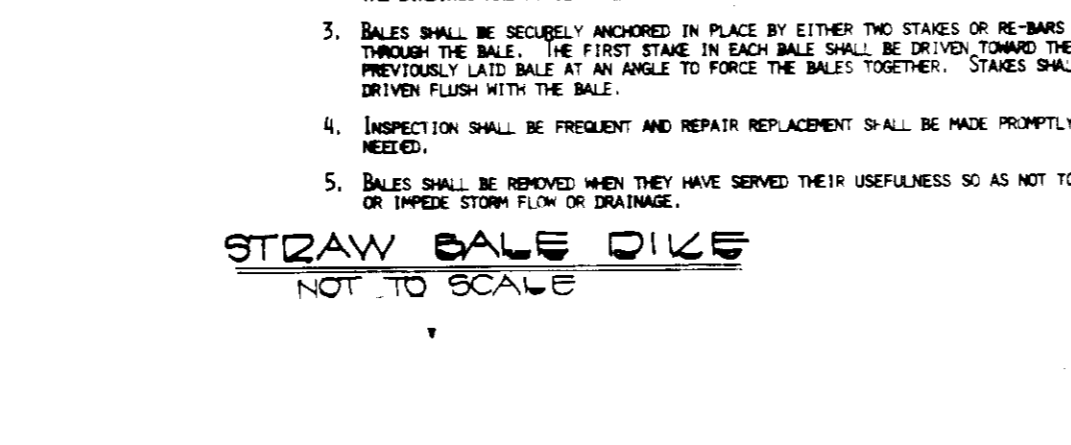 3. BALES SHALL BE SECURELY ANCHORED IN PLACE BY EITHER TWO STAKES OR RE-BARS
THROUGH THE BALE. THE FIRST STAKE IN EACH BALE SHALL BE DRIVEN TOWARD THE
PREVIOUSLY LAID BALE AT AN ANGLE TO FORCE THE BALES TOGETHER. STAKES SHAL
DRIVEN FLUSH WITH THE BALE.
4. INSPECTION SHALL BE FREQUENT AND REPAIR REPLACEMENT SHALL BE MADE PROMPTLY
NEEDED.
5. BALES SHALL BE REMOVED WHEN THEY HAVE SERVED THEIR USEFULNESS SO AS NOT TO
OR IMPEDE STORM FLOW OR DRAINAGE.
STRAW BALE DIKE
NOT TO SCALE